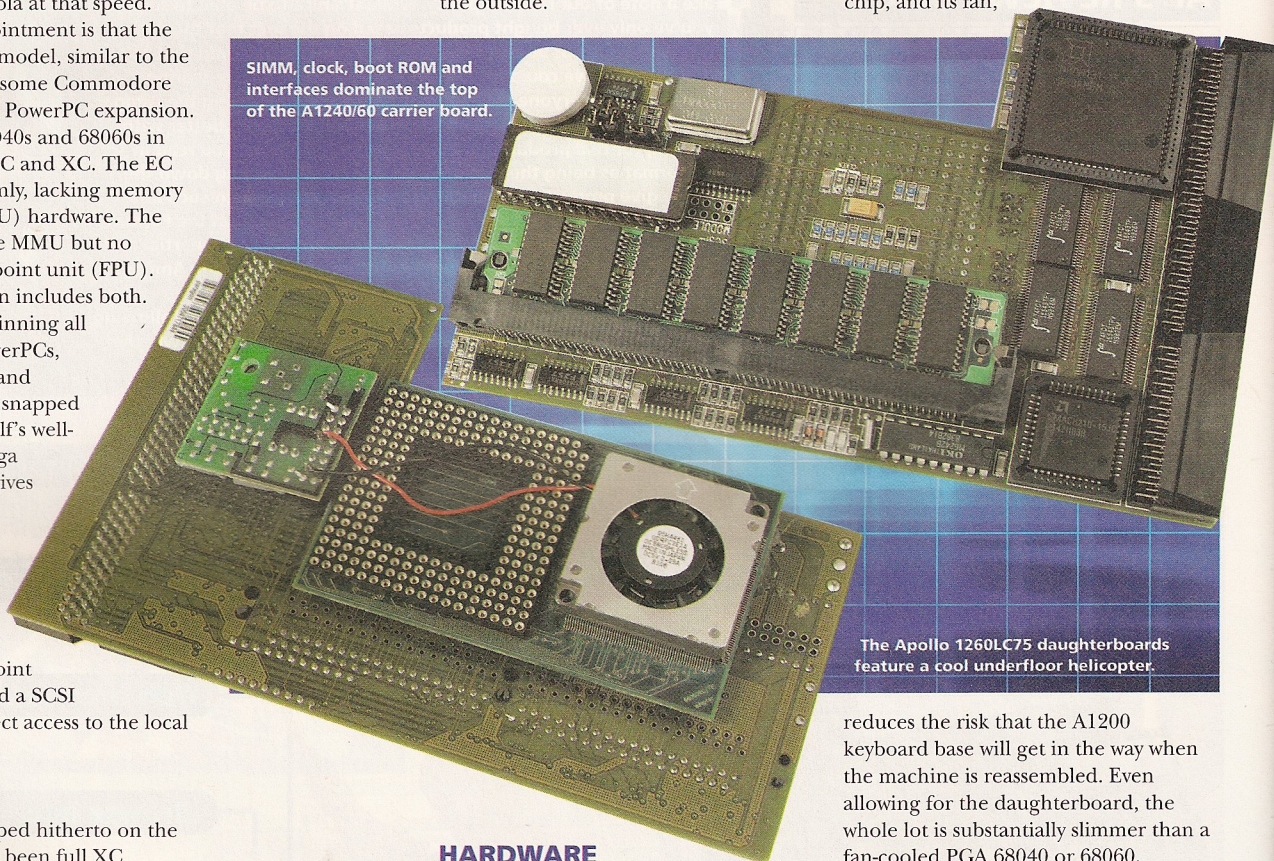 ola at that speed.
ointment is that the
model, similar to the
some Commodore
PowerPC expansion.
040s and 68060s in
C and XC. The EC
nly, lacking memory
U) hardware. The
e MMU but no
point unit (FPU).
n includes both.
inning all
erPCs,
and
snapped
lf's well-
ga
ives
oint
d a SCSI
ect access to the local
ped hitherto on the
been full XC
the outside.
chip, and its fan,
SIMM, clock, boot ROM and
interfaces dominate the top
of the A1240/60 carrier board.
MODULE
OKI
The Apollo 1260LC75 daughterboards
feature a cool underfloor helicopter.
HARDWARE
reduces the risk that the A1200
keyboard base will get in the way when
the machine is reassembled. Even
allowing for the daughterboard, the
whole lot is substantially slimmer than a
fan-cooled PGA 68040 or 68060.